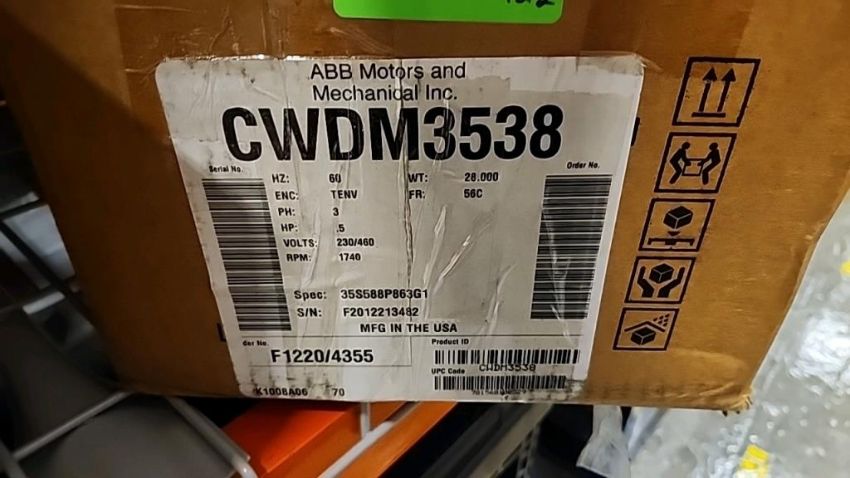 ABB Motors and
Mechanical Inc.
CWDM3538
Serial No.
Order No.
HZ: 60 WT: 28.000
ENC: TENV FR: 56C
PH: 3
HP: .5
VOLTS: 230/460
RPM: 1740
Spec: 35S588P863G1
S/N: F2012213482
MFG IN THE USA
der No.
F1220/4355
Product ID
CWDM3538
UPC Code
K1008A06 70